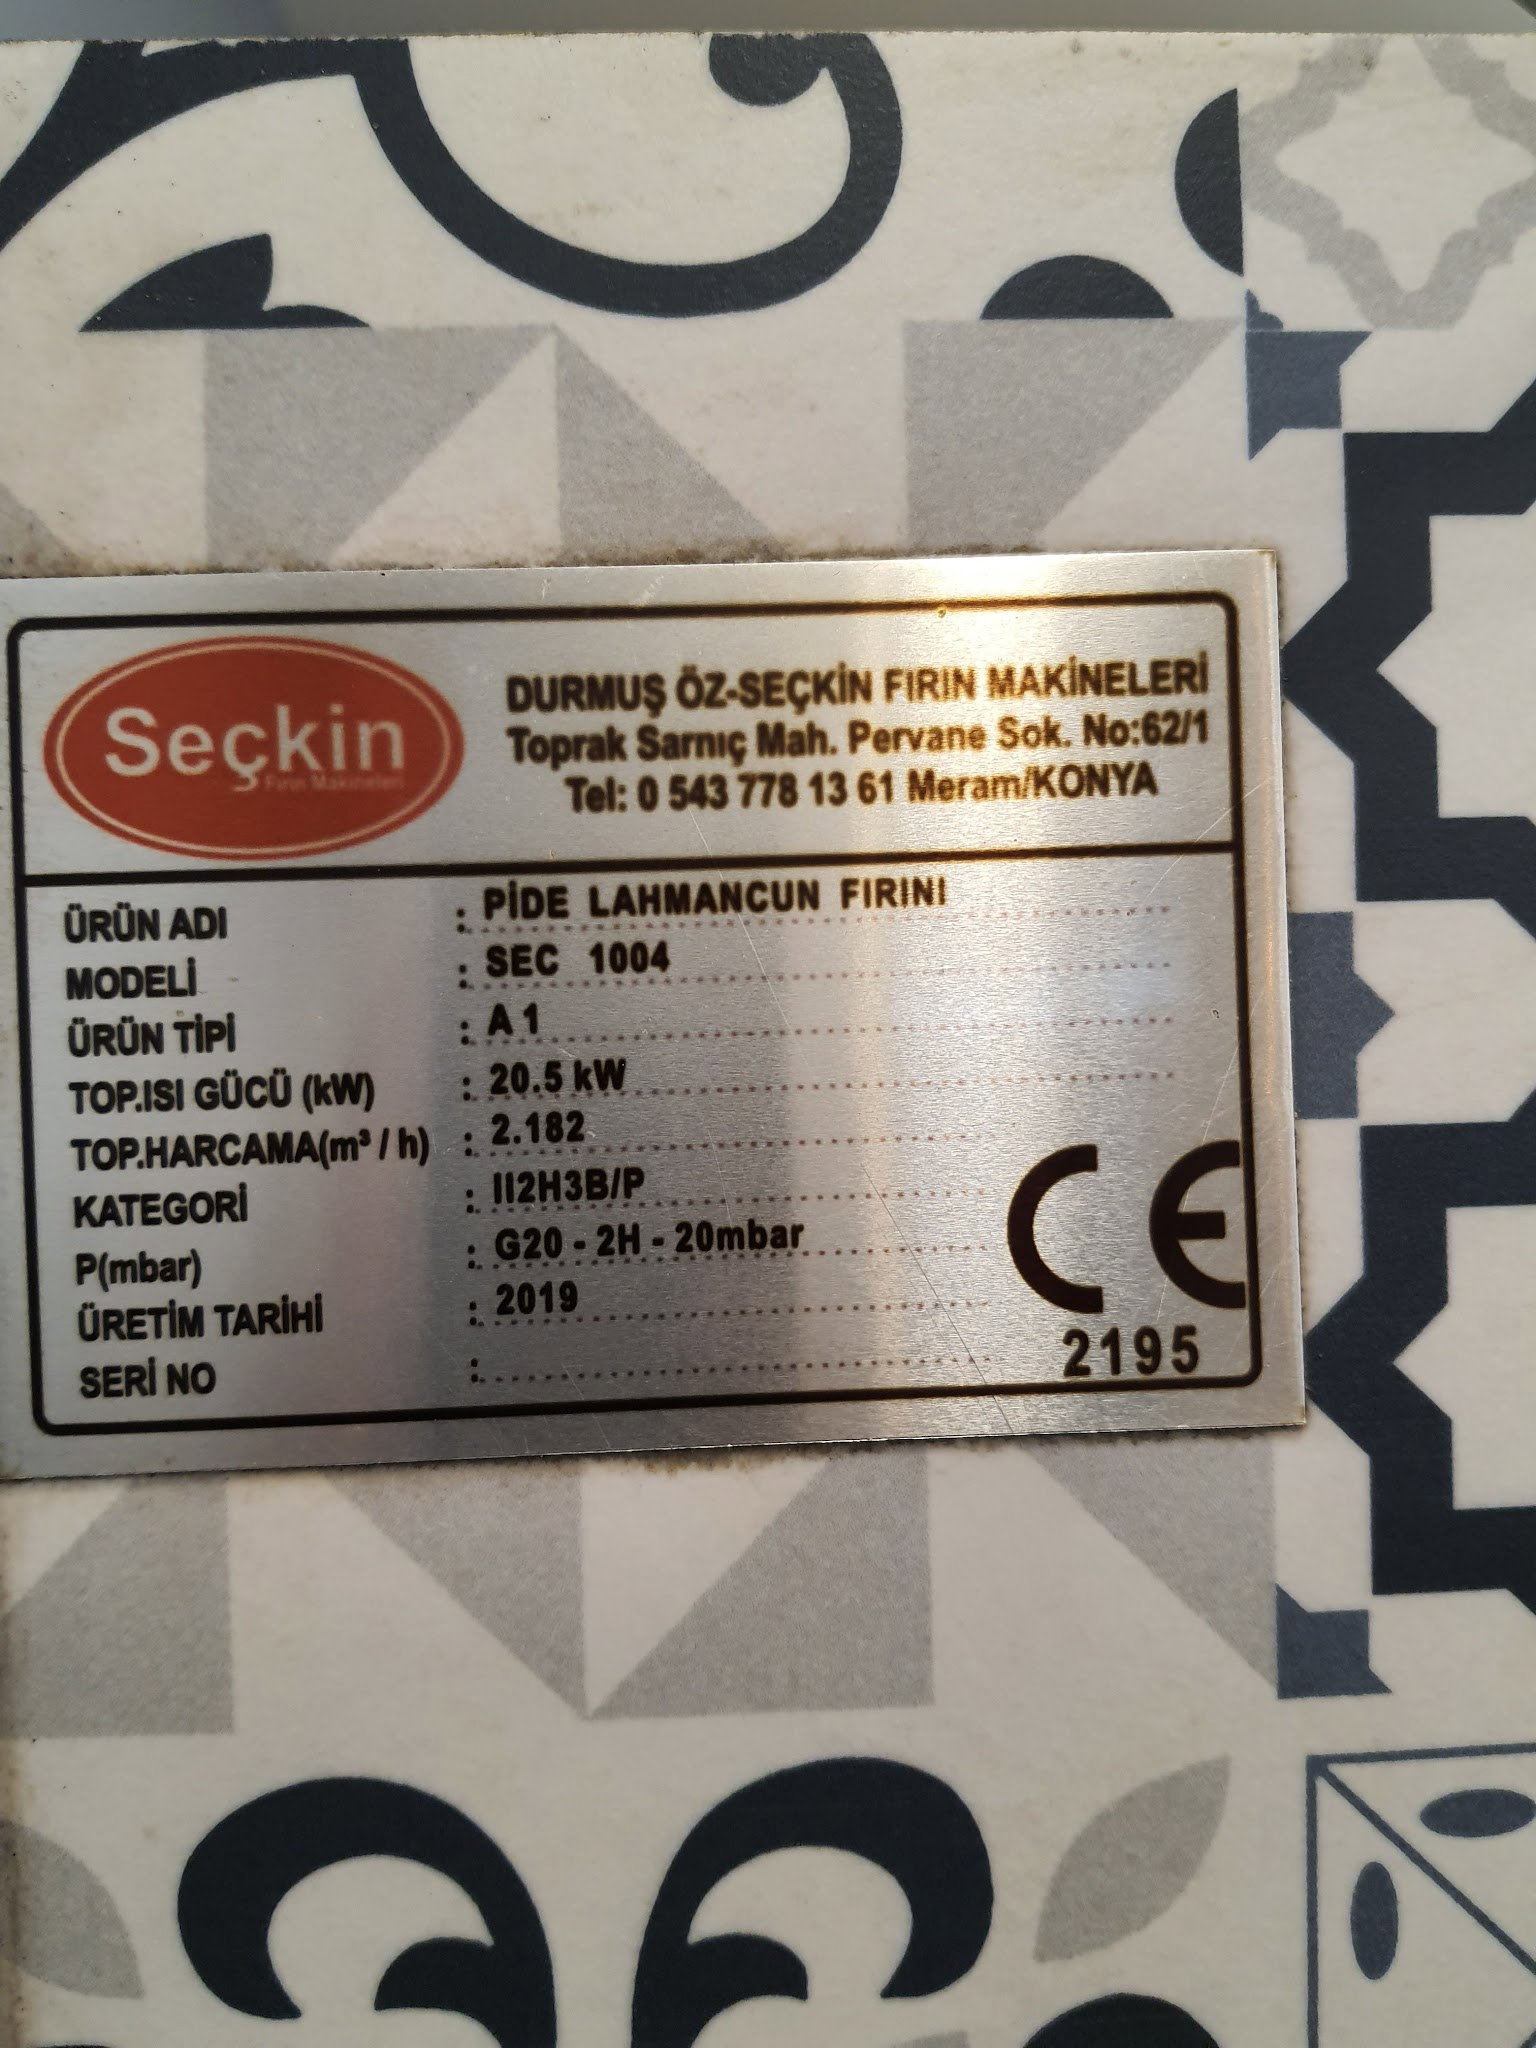 Seçkin
Fırın Makineleri
DURMUŞ ÖZ-SEÇKİN FIRIN MAKİNELERİ
Toprak Sarnıç Mah. Pervane Sok. No:62/1
Tel: 0 543 778 13 61 Meram/KONYA
ÜRÜN ADI : PİDE LAHMANCUN FIRINI
MODELİ : SEC 1004
ÜRÜN TİPİ : A 1
TOP.ISI GÜCÜ (kW) : 20.5 kW
TOP.HARCAMA(m³ / h) : 2.182
KATEGORİ : II2H3B/P
P(mbar) : G20 - 2H - 20mbar
ÜRETİM TARİHİ : 2019
SERİ NO :
CE
2195